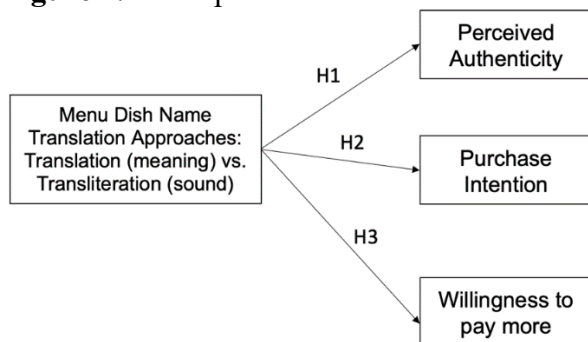 Perceived
Authenticity
H1
Menu Dish Name
Translation Approaches:
Translation (meaning) vs.
Transliteration (sound)
H2
Purchase
Intention
H3
Willingness to
pay more